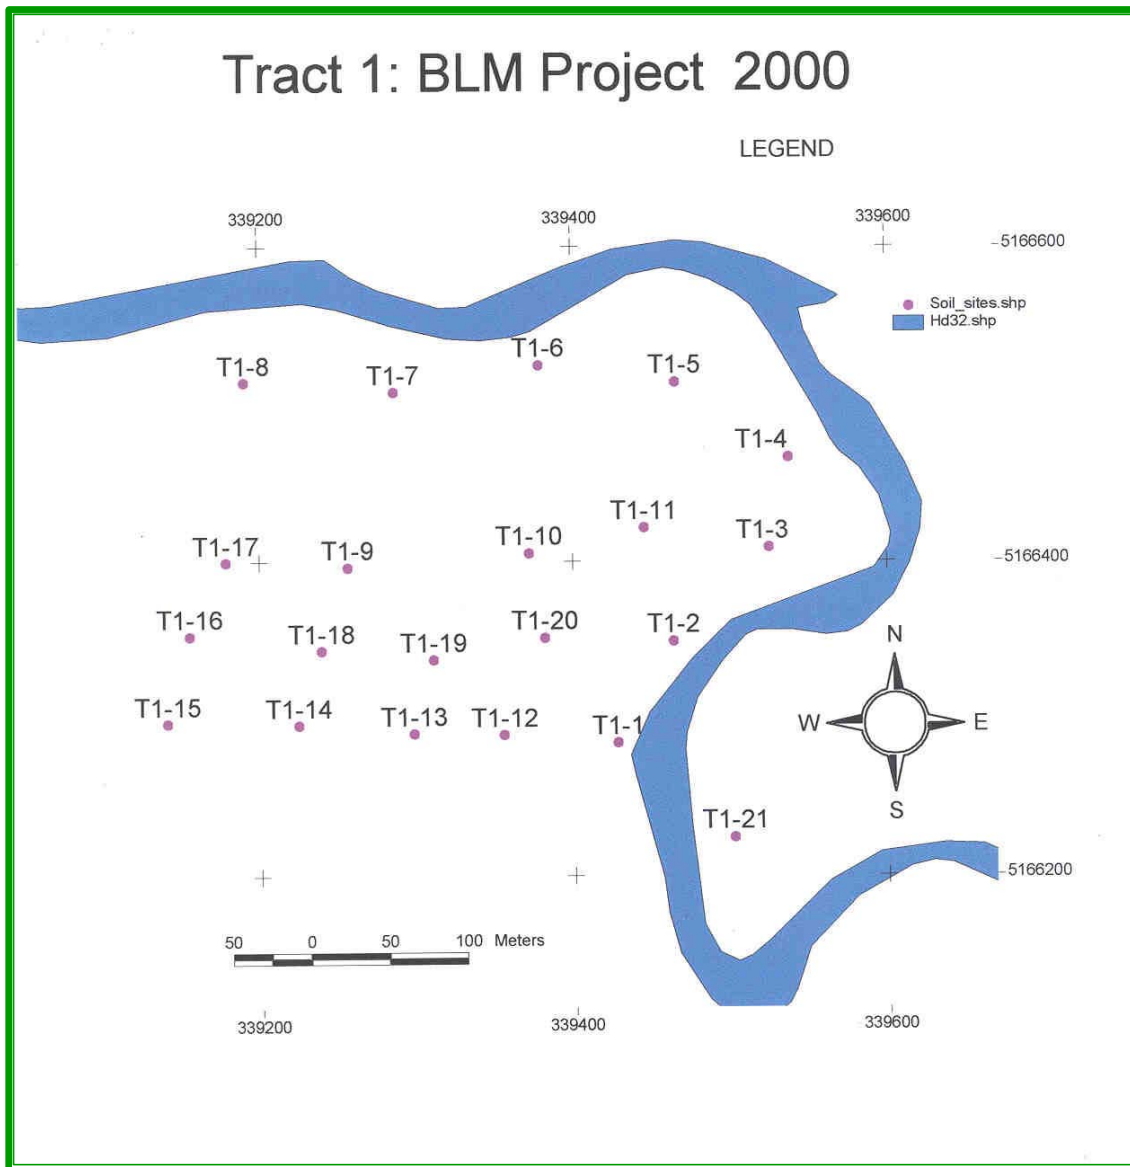 Tract 1: BLM Project 2000
LEGEND
339200
339400
339600
5166600
Soil_sites.shp
Hd32.shp
T1-6
T1-8
T1-7
T1-5
T1-4
T1-11
T1-3
T1-10
T1-17
T1-9
5166400
T1-16
T1-18
T1-19
T1-20
T1-2
N
T1-15
T1-14
T1-13
T1-12
T1-1
W
E
S
T1-21
5166200
50 0 50 100 Meters
339200
339400
339600